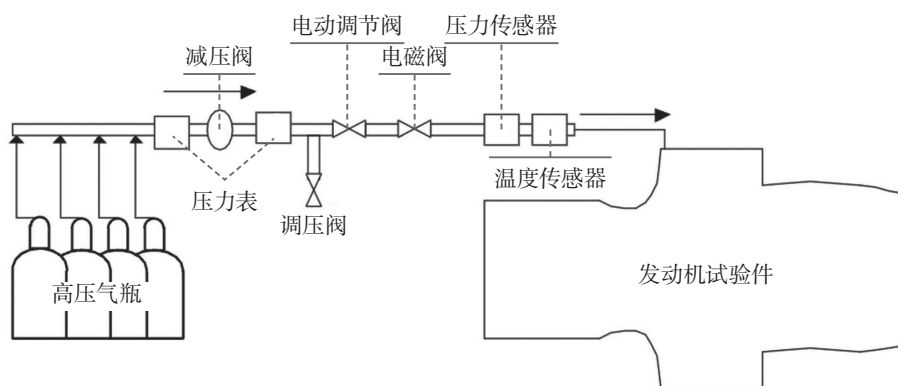 电动调节阀
压力传感器
减压阀
电磁阀
压力表
调压阀
温度传感器
高压气瓶
发动机试验件